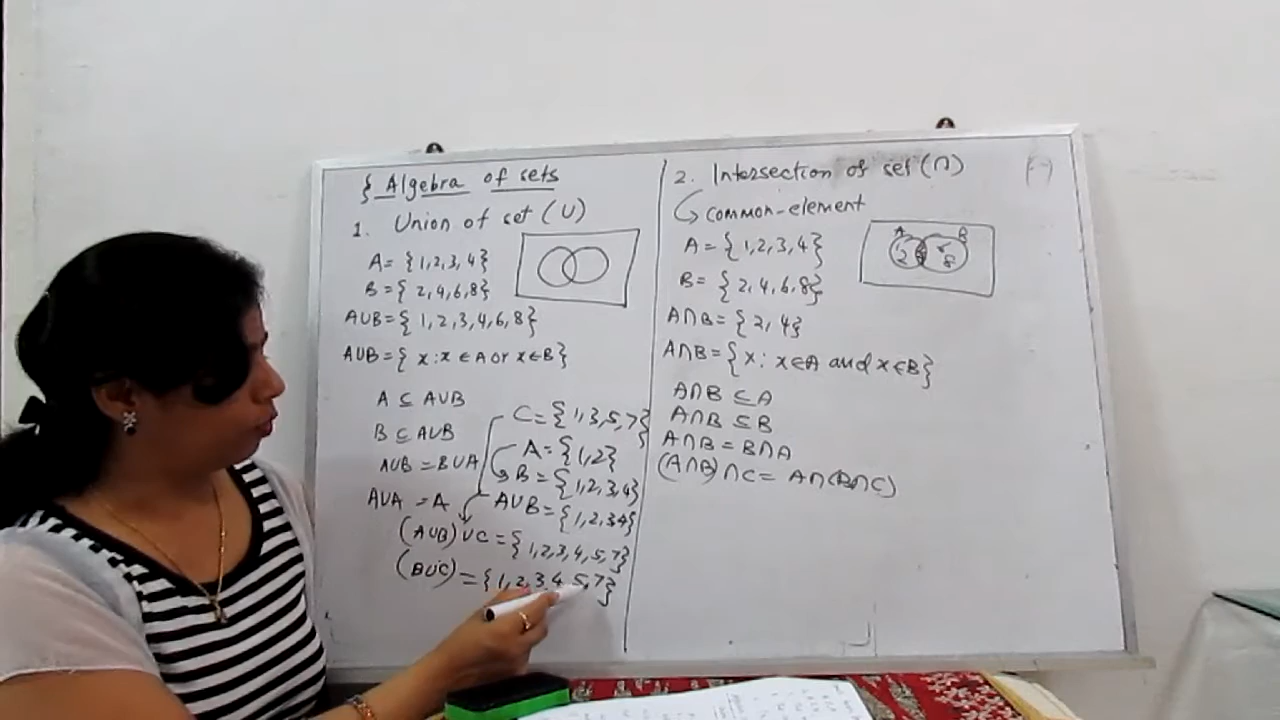 § Algebra of sets
1. Union of set (∪)
A = {1,2,3,4}
B = {2,4,6,8}
A∪B = {1,2,3,4,6,8}
A∪B = {x : x ∈ A or x ∈ B}
A ⊆ A∪B
B ⊆ A∪B
A∪B = B∪A
A∪A = A
C = {1,3,5,7}
A = {1,2}
B = {1,2,3,4}
A∪B = {1,2,3 4}
(A∪B) ∪C = {1,2,3,4,5,7}
(B∪C) = {1,2,3,4,5,7}
2. Intersection of set (∩)
common-element
A = {1,2,3,4}
B = {2,4,6,8}
A B
A∩B = {2,4}
A∩B = {x : x ∈ A and x ∈ B}
A∩B ⊆ A
A∩B ⊆ B
A∩B = B∩A
(A∩B) ∩C = A∩(B∩C)